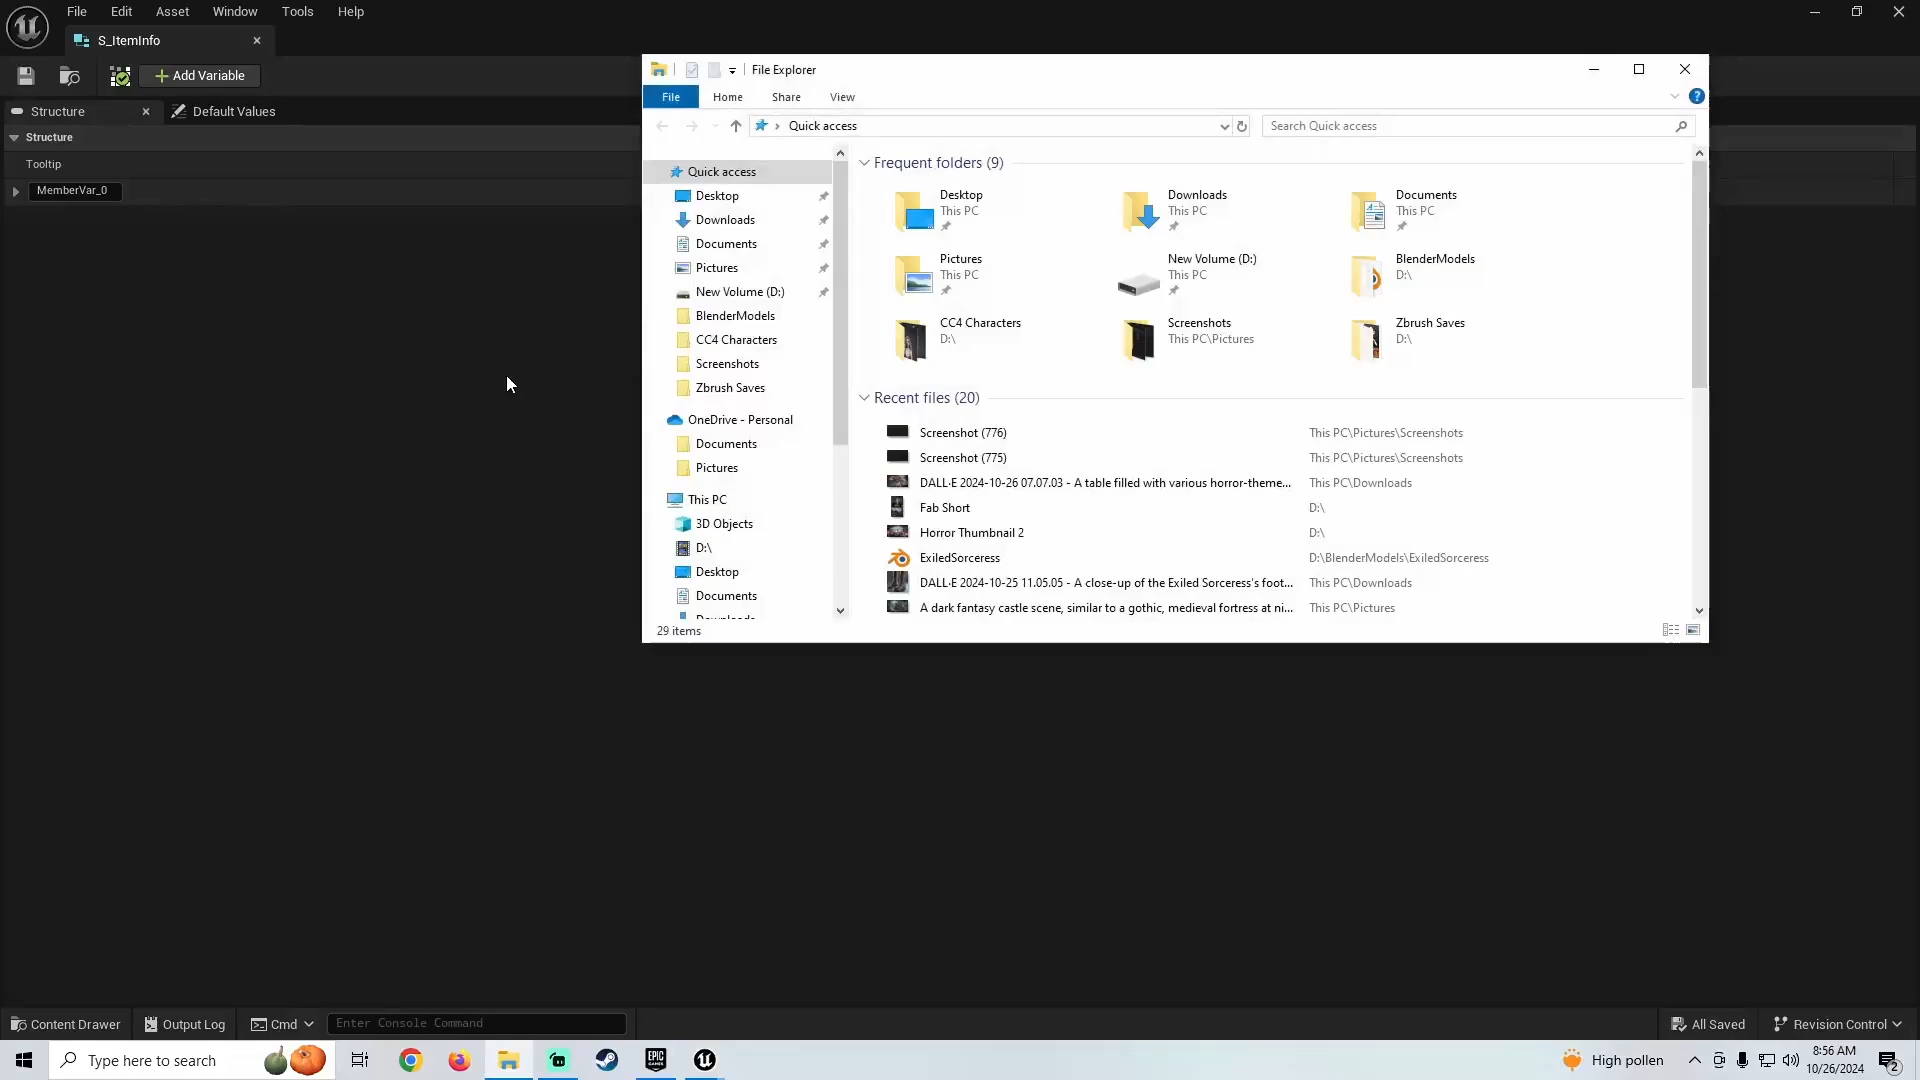 File Edit Asset Window Tools Help
S_ItemInfo
Add Variable
Structure
Default Values
Structure
Tooltip
MemberVar_0
File Explorer
File Home Share View
Quick access
Search Quick access
Quick access
Desktop
Downloads
Documents
Pictures
New Volume (D:)
BlenderModels
CC4 Characters
Screenshots
Zbrush Saves
OneDrive - Personal
Documents
Pictures
This PC
3D Objects
D:\
Desktop
Documents
Downloads
Frequent folders (9)
Desktop
This PC
Downloads
This PC
Documents
This PC
Pictures
This PC
New Volume (D:)
This PC
BlenderModels
D:\
CC4 Characters
D:\
Screenshots
This PC\Pictures
Zbrush Saves
D:\
Recent files (20)
Screenshot (776) This PC\Pictures\Screenshots
Screenshot (775) This PC\Pictures\Screenshots
DALL·E 2024-10-26 07.07.03 - A table filled with various horror-theme... This PC\Downloads
Fab Short D:\
Horror Thumbnail 2 D:\
ExiledSorceress D:\BlenderModels\ExiledSorceress
DALL·E 2024-10-25 11.05.05 - A close-up of the Exiled Sorceress's foot... This PC\Downloads
A dark fantasy castle scene, similar to a gothic, medieval fortress at ni... This PC\Pictures
29 items
Content Drawer Output Log Cmd Enter Console Command All Saved Revision Control
Type here to search
EPIC
GAMES
High pollen
8:56 AM
10/26/2024
2